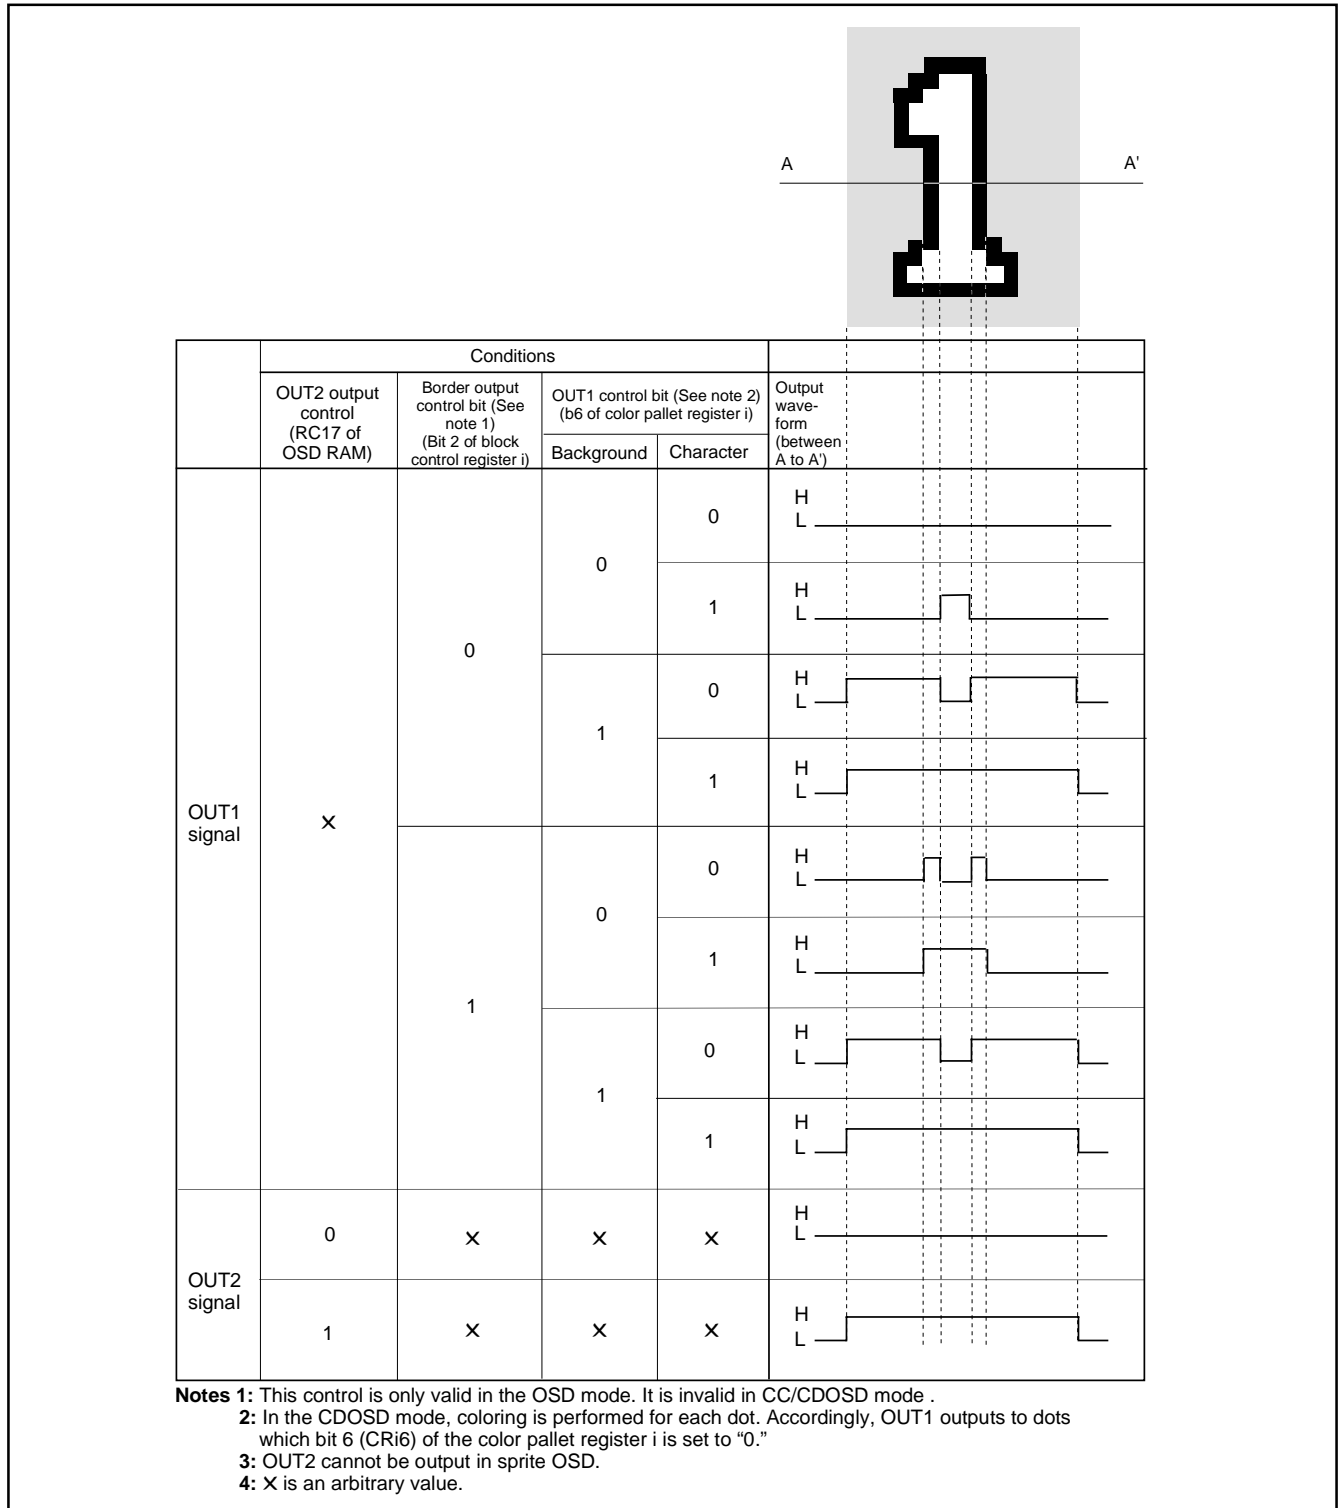 A A'
Conditions
OUT2 output
control
(RC17 of
OSD RAM)
Border output
control bit (See
note 1)
(Bit 2 of block
control register i)
OUT1 control bit (See note 2)
(b6 of color pallet register i)
Background Character
Output
wave-
form
(between
A to A')
OUT1
signal
X
0
0
0
H
L
1
H
L
1
0
H
L
1
H
L
1
0
0
H
L
1
H
L
1
0
H
L
1
H
L
OUT2
signal
0 X X X
H
L
1 X X X
H
L
Notes 1: This control is only valid in the OSD mode. It is invalid in CC/CDOSD mode .
2: In the CDOSD mode, coloring is performed for each dot. Accordingly, OUT1 outputs to dots
which bit 6 (CRi6) of the color pallet register i is set to “0.”
3: OUT2 cannot be output in sprite OSD.
4: X is an arbitrary value.